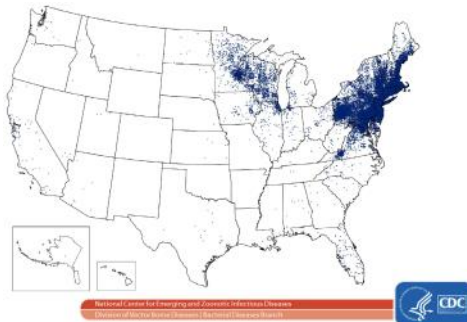 National Center for Emerging and Zoonotic Infectious Diseases
Division of Vector Borne Diseases | Bacterial Diseases Branch
CDC